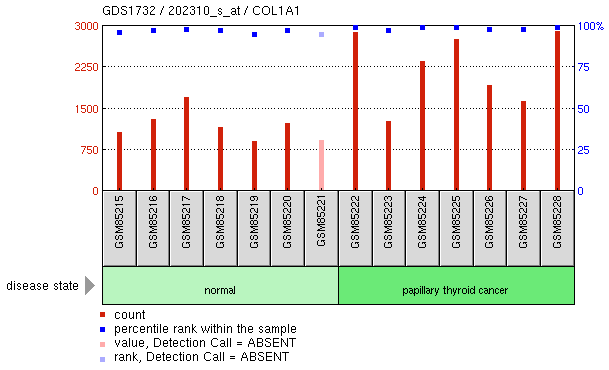 GDS1732 / 202310_s_at / COL1A1
3000 100%
2250 75
1500 50
750 25
0 0
GSM85215 GSM85216 GSM85217 GSM85218 GSM85219 GSM85220 GSM85221 GSM85222 GSM85223 GSM85224 GSM85225 GSM85226 GSM85227 GSM85228
disease state normal papillary thyroid cancer
count
percentile rank within the sample
value, Detection Call = ABSENT
rank, Detection Call = ABSENT